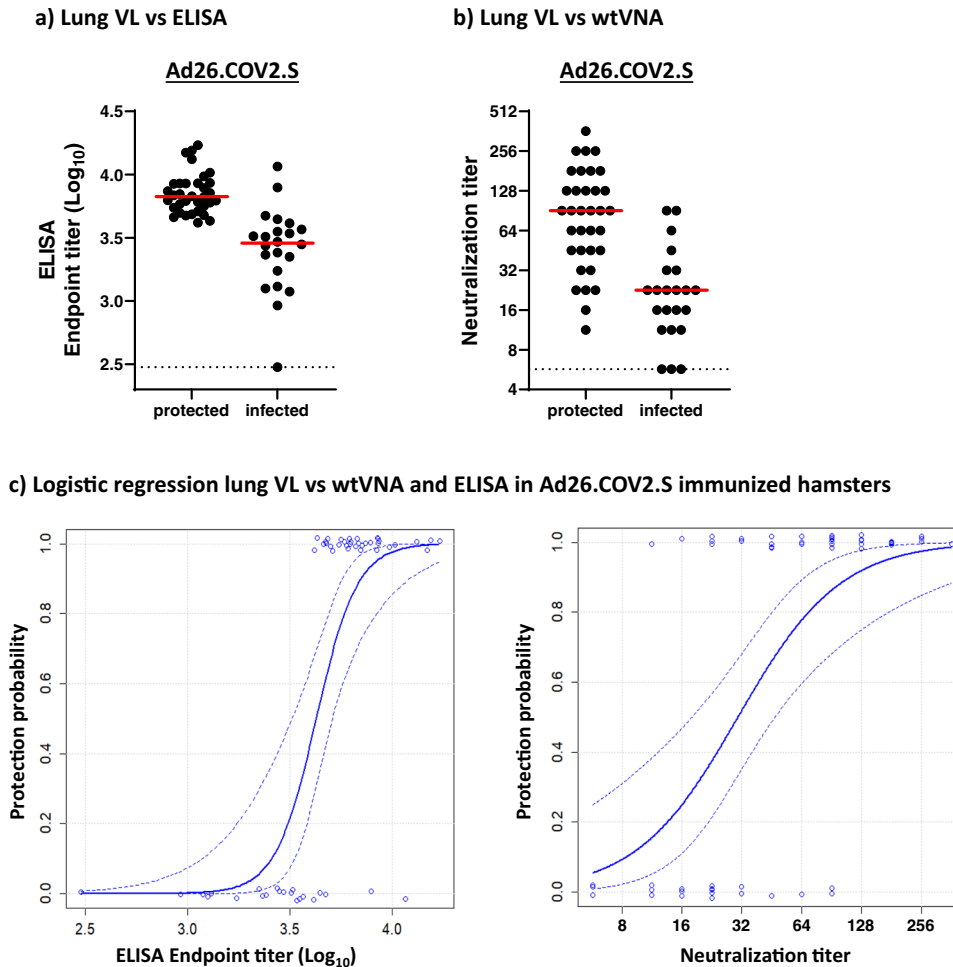 a) Lung VL vs ELISA
b) Lung VL vs wtVNA
Ad26.COV2.S
Ad26.COV2.S
ELISA
Endpoint titer (Log10)
4.5
4.0
3.5
3.0
2.5
protected infected
Neutralization titer
512
256
128
64
32
16
8
4
protected infected
c) Logistic regression lung VL vs wtVNA and ELISA in Ad26.COV2.S immunized hamsters
Protection probability
1.0
0.8
0.6
0.4
0.2
0.0
2.5 3.0 3.5 4.0
ELISA Endpoint titer (Log10)
Protection probability
1.0
0.8
0.6
0.4
0.2
0.0
8 16 32 64 128 256
Neutralization titer